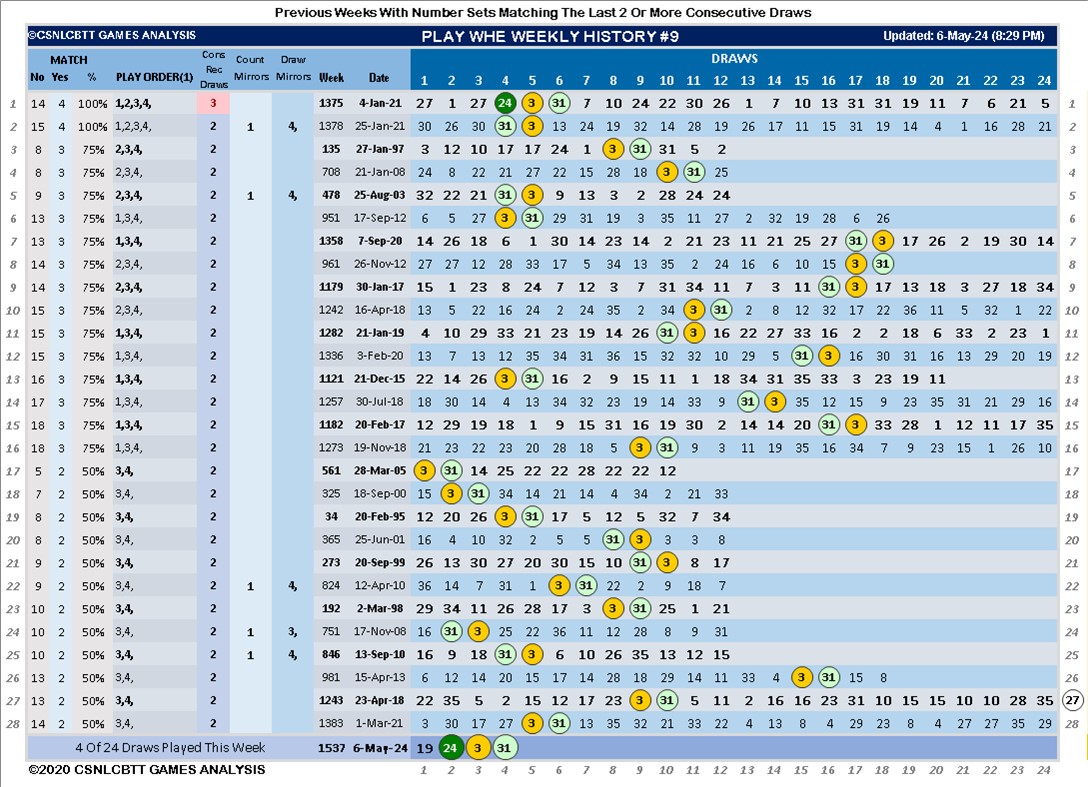 Previous Weeks With Number Sets Matching The Last 2 Or More Consecutive Draws
©CSNLCBTT GAMES ANALYSIS PLAY WHE WEEKLY HISTORY #9 Updated: 6-May-24 (8:29 PM)
MATCH Cons Rec Draws Count Mirrors Draw Mirrors DRAWS
No Yes % PLAY ORDER(1) Week Date 1 2 3 4 5 6 7 8 9 10 11 12 13 14 15 16 17 18 19 20 21 22 23 24
1 14 4 100% 1,2,3,4, 3 1375 4-Jan-21 27 1 27 24 3 31 7 10 24 22 30 26 1 7 10 13 31 31 19 11 7 6 21 5 1
2 15 4 100% 1,2,3,4, 2 1 4, 1378 25-Jan-21 30 26 30 31 3 13 24 19 32 14 28 19 26 17 11 15 31 19 14 4 1 16 28 21 2
3 8 3 75% 2,3,4, 2 135 27-Jan-97 3 12 10 17 17 24 1 3 31 31 5 2 3
4 8 3 75% 2,3,4, 2 708 21-Jan-08 24 8 22 21 27 22 15 28 18 3 31 25 4
5 9 3 75% 2,3,4, 2 1 4, 478 25-Aug-03 32 22 21 31 3 9 13 3 2 28 24 24 5
6 13 3 75% 1,3,4, 2 951 17-Sep-12 6 5 27 3 31 29 31 19 3 35 11 27 2 32 19 28 6 26 6
7 13 3 75% 1,3,4, 2 1358 7-Sep-20 14 26 18 6 1 30 14 23 14 2 21 23 11 21 25 27 31 3 17 26 2 19 30 14 7
8 14 3 75% 2,3,4, 2 961 26-Nov-12 27 27 12 28 33 17 5 34 13 35 2 24 16 6 10 15 3 31 8
9 14 3 75% 2,3,4, 2 1179 30-Jan-17 15 1 23 8 24 7 12 3 7 31 34 11 7 3 11 31 3 17 13 18 3 27 18 34 9
10 15 3 75% 2,3,4, 2 1242 16-Apr-18 13 5 22 16 24 2 24 35 2 34 3 31 2 8 12 32 17 22 36 11 5 32 1 22 10
11 15 3 75% 1,3,4, 2 1282 21-Jan-19 4 10 29 33 21 23 19 14 26 31 3 16 22 27 33 16 2 2 18 6 33 2 23 1 11
12 15 3 75% 1,3,4, 2 1336 3-Feb-20 13 7 13 12 35 34 31 36 15 32 32 10 29 5 31 3 16 30 31 16 13 29 20 19 12
13 16 3 75% 1,3,4, 2 1121 21-Dec-15 22 14 26 3 31 16 2 9 15 11 1 18 34 31 35 33 3 23 19 11 13
14 17 3 75% 1,3,4, 2 1257 30-Jul-18 18 30 14 4 13 34 32 23 19 11 14 33 9 31 3 35 12 15 9 23 35 31 21 29 16 14
15 18 3 75% 1,3,4, 2 1182 20-Feb-17 12 29 19 18 1 9 15 31 16 19 30 2 14 14 20 31 3 33 28 1 12 11 17 35 15
16 18 3 75% 1,3,4, 2 1273 19-Nov-18 21 23 22 23 20 28 18 5 3 31 9 3 11 19 35 16 34 7 9 23 15 1 26 10 16
17 5 2 50% 3,4, 2 561 28-Mar-05 3 31 14 25 22 22 28 22 22 12 17
18 7 2 50% 3,4, 2 325 18-Sep-00 15 3 31 34 14 21 14 4 34 2 21 33 18
19 8 2 50% 3,4, 2 34 20-Feb-95 12 20 26 3 31 17 5 12 5 32 7 34 19
20 8 2 50% 3,4, 2 365 25-Jun-01 16 4 10 32 2 5 5 31 3 3 3 8 20
21 9 2 50% 3,4, 2 273 20-Sep-99 26 13 30 27 20 30 15 10 31 3 8 17 21
22 9 2 50% 3,4, 2 1 4, 824 12-Apr-10 36 14 7 31 1 3 31 22 2 9 18 7 22
23 10 2 50% 3,4, 2 192 2-Mar-98 29 34 11 26 28 17 3 3 31 25 1 21 23
24 10 2 50% 3,4, 2 1 3, 751 17-Nov-08 16 31 3 25 22 36 11 12 28 8 9 31 24
25 10 2 50% 3,4, 2 1 4, 846 13-Sep-10 16 9 18 31 3 6 10 26 35 13 12 15 25
26 13 2 50% 3,4, 2 981 15-Apr-13 6 12 14 20 15 17 14 28 18 29 14 11 33 4 3 31 15 8 26
27 13 2 50% 3,4, 2 1243 23-Apr-18 22 35 5 2 15 12 17 23 3 31 5 11 2 16 16 23 31 10 15 15 10 10 28 35 27
28 14 2 50% 3,4, 2 1383 1-Mar-21 3 30 17 27 3 31 13 35 32 21 33 22 4 13 8 4 29 23 8 4 27 27 35 29 28
4 Of 24 Draws Played This Week 1537 6-May-24 19 24 3 31
©2020 CSNLCBTT GAMES ANALYSIS 1 2 3 4 5 6 7 8 9 10 11 12 13 14 15 16 17 18 19 20 21 22 23 24